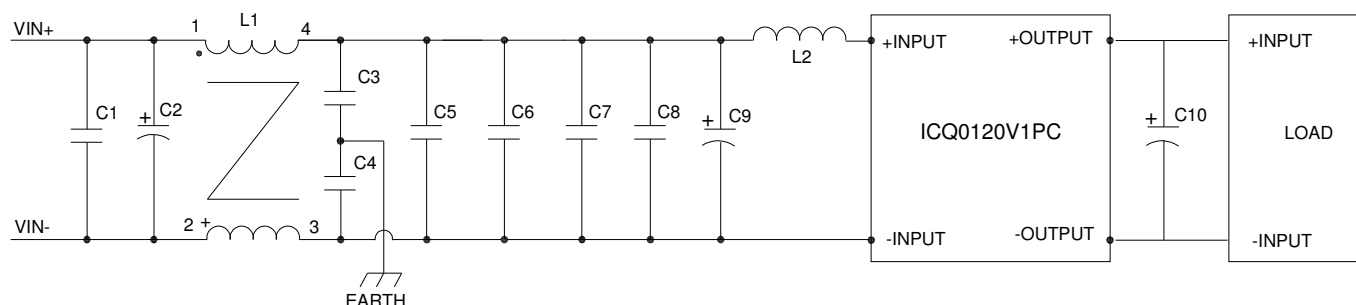 VIN+
1
L1
4
L2
+INPUT
+OUTPUT
+INPUT
C1
+
C2
C3
C4
C5
C6
C7
C8
+
C9
ICQ0120V1PC
+
C10
LOAD
VIN-
2
+
3
-INPUT
-OUTPUT
-INPUT
EARTH